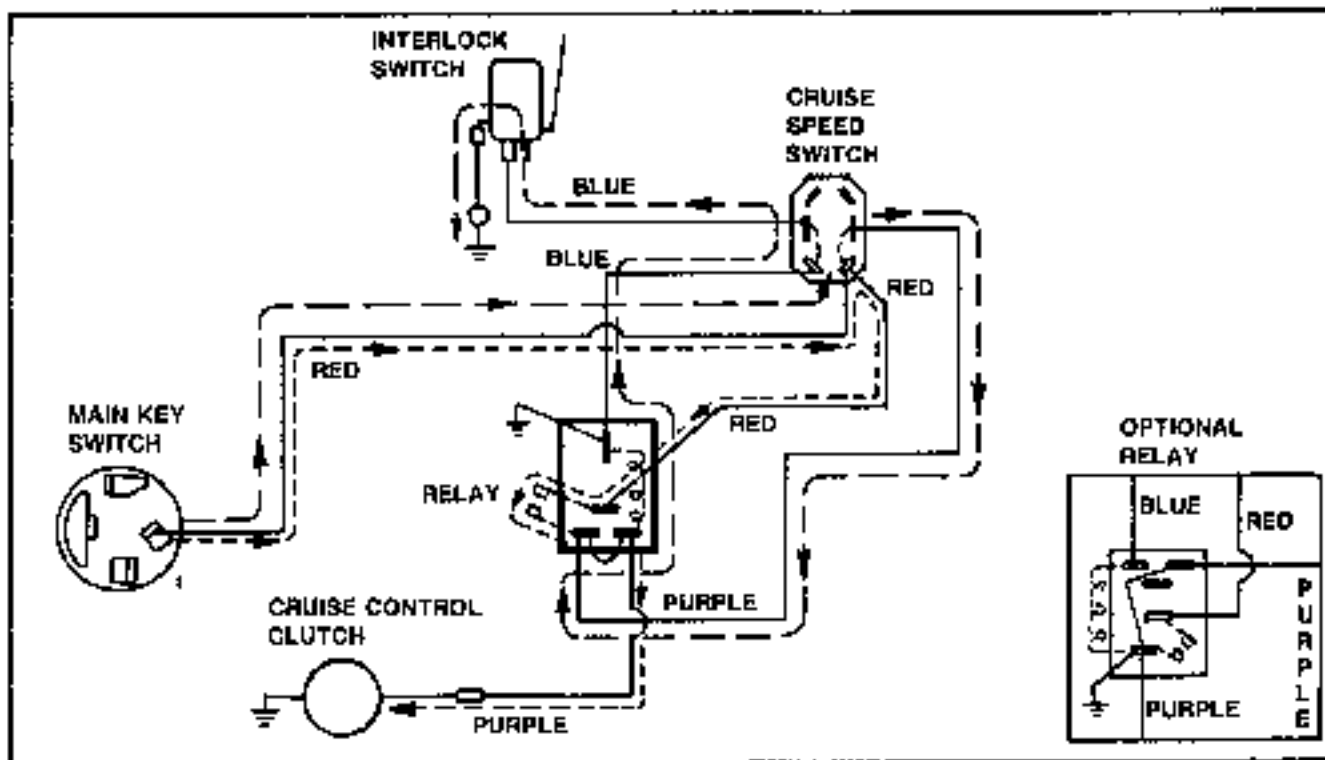 INTERLOCK
SWITCH
CRUISE
SPEED
SWITCH
BLUE
BLUE
RED
RED
MAIN KEY
SWITCH
RED
RELAY
OPTIONAL
RELAY
BLUE
RED
PURPLE
CRUISE CONTROL
CLUTCH
PURPLE
PURPLE
PURPLE